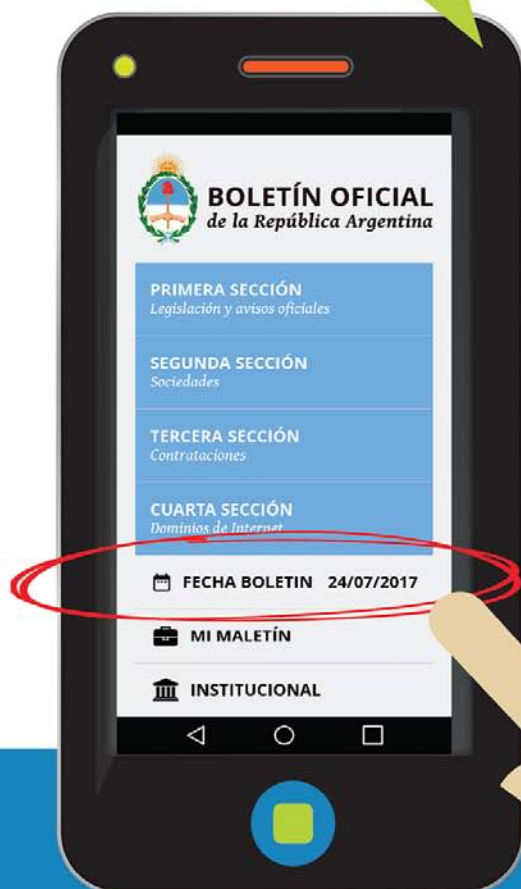 BOLETÍN OFICIAL
de la República Argentina
PRIMERA SECCIÓN
Legislación y avisos oficiales
SEGUNDA SECCIÓN
Sociedades
TERCERA SECCIÓN
Contrataciones
CUARTA SECCIÓN
Dominios de Internet
FECHA BOLETIN 24/07/2017
MI MALETÍN
INSTITUCIONAL